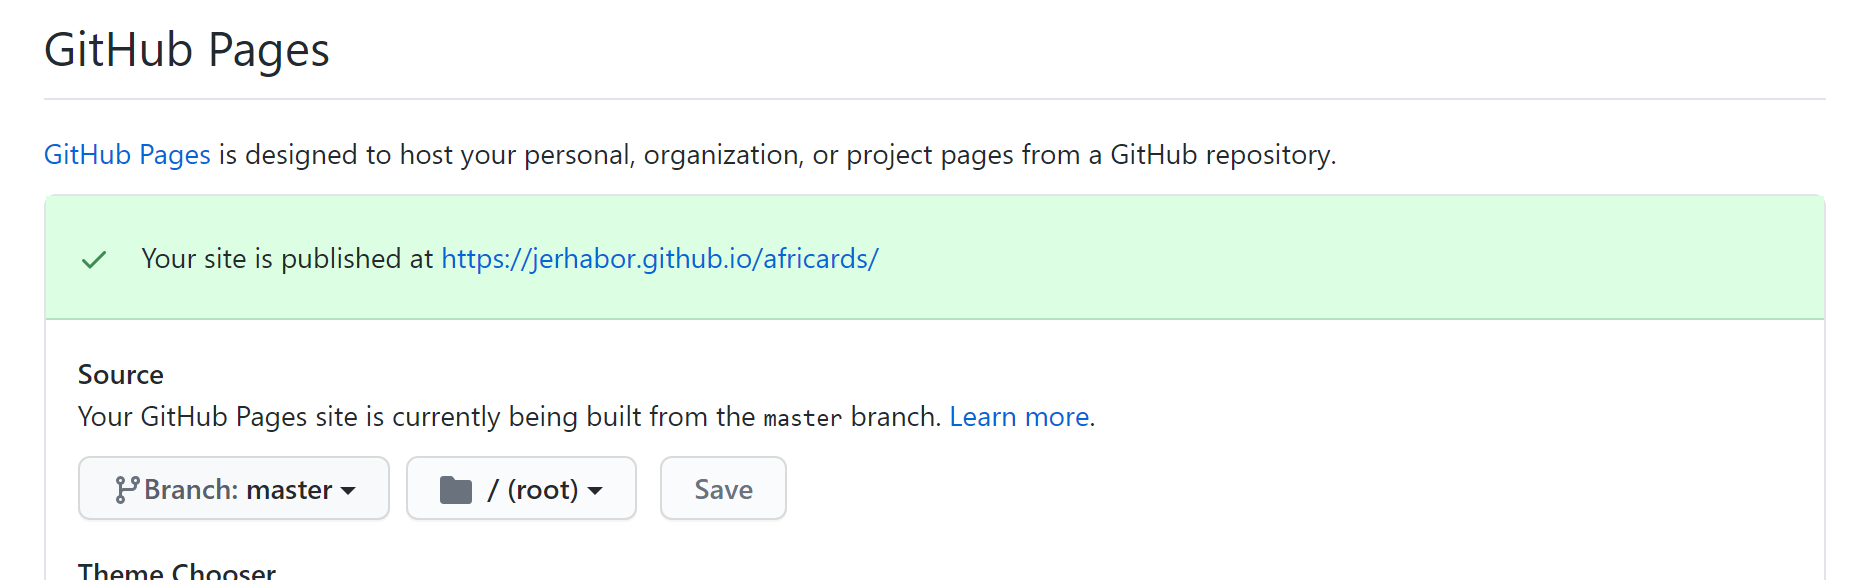 GitHub Pages
GitHub Pages is designed to host your personal, organization, or project pages from a GitHub repository.
Your site is published at https://jerhabor.github.io/africards/
Source
Your GitHub Pages site is currently being built from the master branch. Learn more.
Branch: master / (root) Save
Theme Chooser